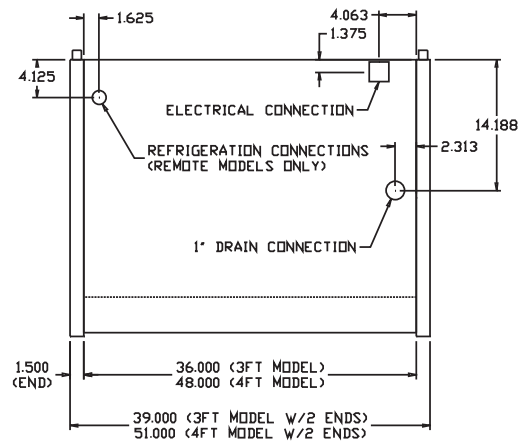 1.625
4.063
1.375
4.125
ELECTRICAL CONNECTION
14.188
REFRIGERATION CONNECTIONS
(REMOTE MODELS ONLY)
2.313
1" DRAIN CONNECTION
1.500
(END)
36.000 (3FT MODEL)
48.000 (4FT MODEL)
39.000 (3FT MODEL W/2 ENDS)
51.000 (4FT MODEL W/2 ENDS)